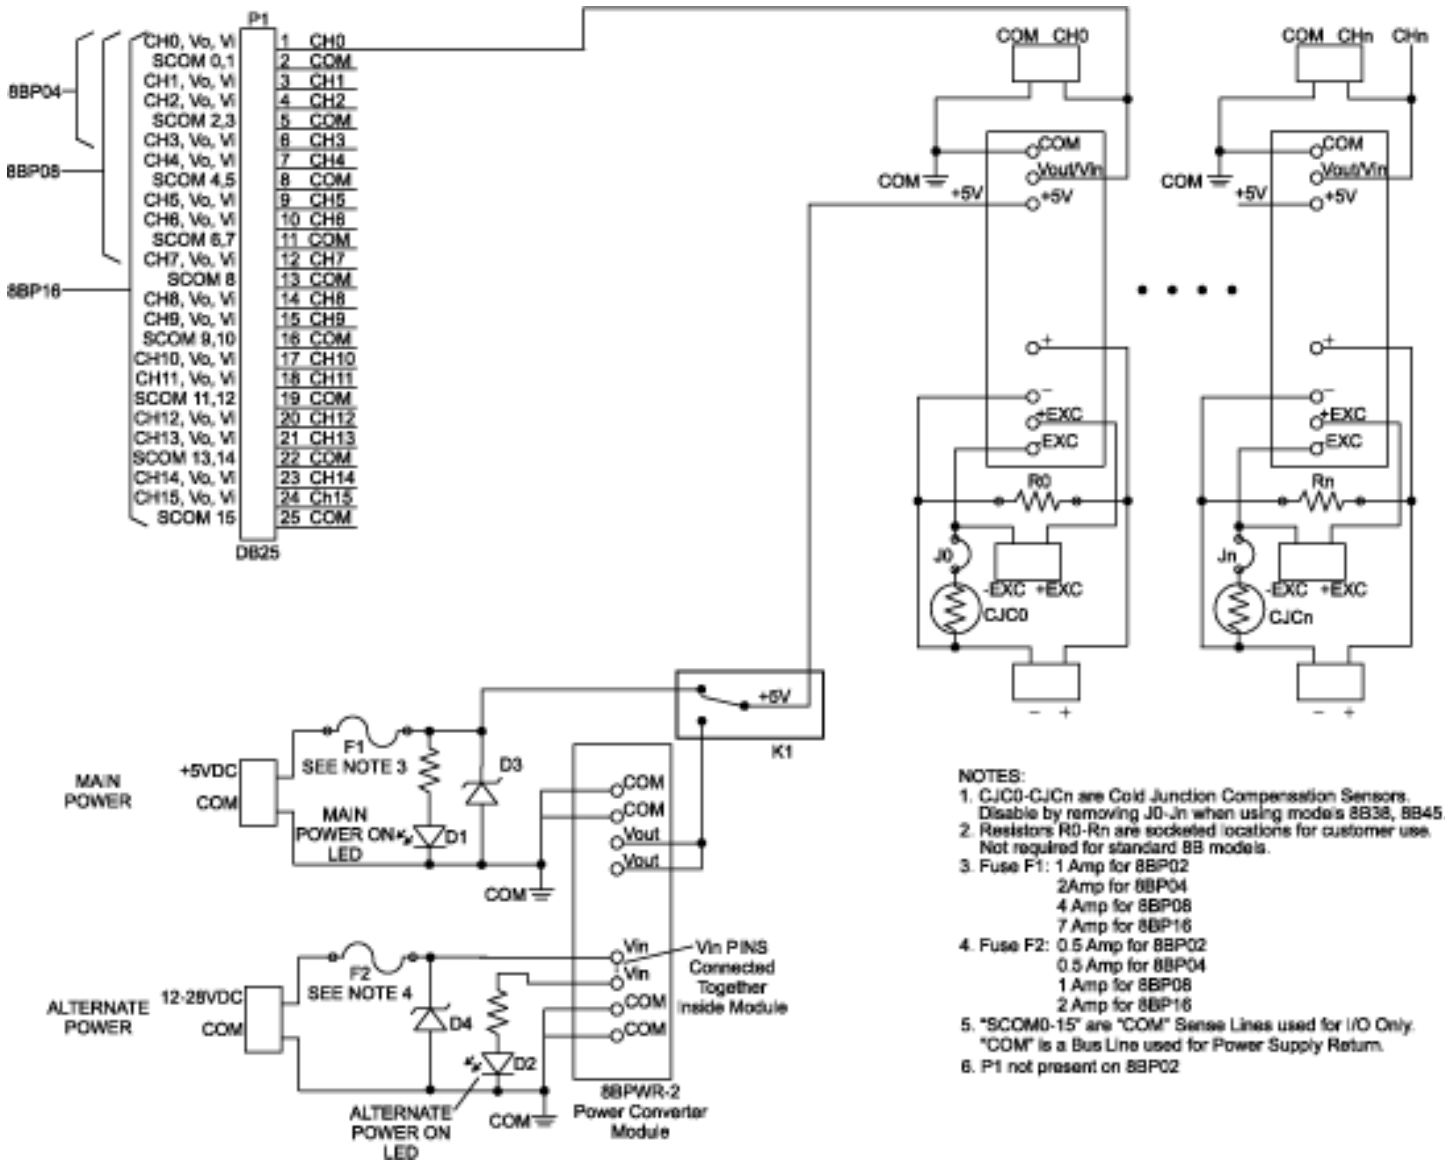 P1
CH0, Vo, Vi 1 CH0
SCOM 0,1 2 COM
CH1, Vo, Vi 3 CH1
CH2, Vo, Vi 4 CH2
SCOM 2,3 5 COM
CH3, Vo, Vi 6 CH3
CH4, Vo, Vi 7 CH4
SCOM 4,5 8 COM
CH5, Vo, Vi 9 CH5
CH6, Vo, Vi 10 CH6
SCOM 6,7 11 COM
CH7, Vo, Vi 12 CH7
SCOM 8 13 COM
CH8, Vo, Vi 14 CH8
CH9, Vo, Vi 15 CH9
SCOM 9,10 16 COM
CH10, Vo, Vi 17 CH10
CH11, Vo, Vi 18 CH11
SCOM 11,12 19 COM
CH12, Vo, Vi 20 CH12
CH13, Vo, Vi 21 CH13
SCOM 13,14 22 COM
CH14, Vo, Vi 23 CH14
CH15, Vo, Vi 24 Ch15
SCOM 15 25 COM
DB25
8BP04
8BP08
8BP16
COM CH0
COM
Vout/Vin
COM
+5V
+5V
+
−
+EXC
-EXC
R0
J0
-EXC +EXC
CJC0
− +
COM CHn CHn
COM
Vout/Vin
COM
+5V
+5V
+
−
+EXC
-EXC
Rn
Jn
-EXC +EXC
CJCn
− +
+5V
K1
MAIN
POWER
+5VDC
COM
F1
SEE NOTE 3
MAIN
POWER ON
LED
D1
D3
COM
COM
COM
Vout
Vout
ALTERNATE
POWER
12-28VDC
COM
F2
SEE NOTE 4
D4
D2
ALTERNATE
POWER ON
LED
COM
Vin
Vin
COM
COM
Vin PINS
Connected
Together
Inside Module
8BPWR-2
Power Converter
Module
NOTES:
1. CJC0-CJCn are Cold Junction Compensation Sensors.
Disable by removing J0-Jn when using models 8B38, 8B45.
2. Resistors R0-Rn are socketed locations for customer use.
Not required for standard 8B models.
3. Fuse F1: 1 Amp for 8BP02
2Amp for 8BP04
4 Amp for 8BP08
7 Amp for 8BP16
4. Fuse F2: 0.5 Amp for 8BP02
0.5 Amp for 8BP04
1 Amp for 8BP08
2 Amp for 8BP16
5. "SCOM0-15" are "COM" Sense Lines used for I/O Only.
"COM" is a Bus Line used for Power Supply Return.
6. P1 not present on 8BP02